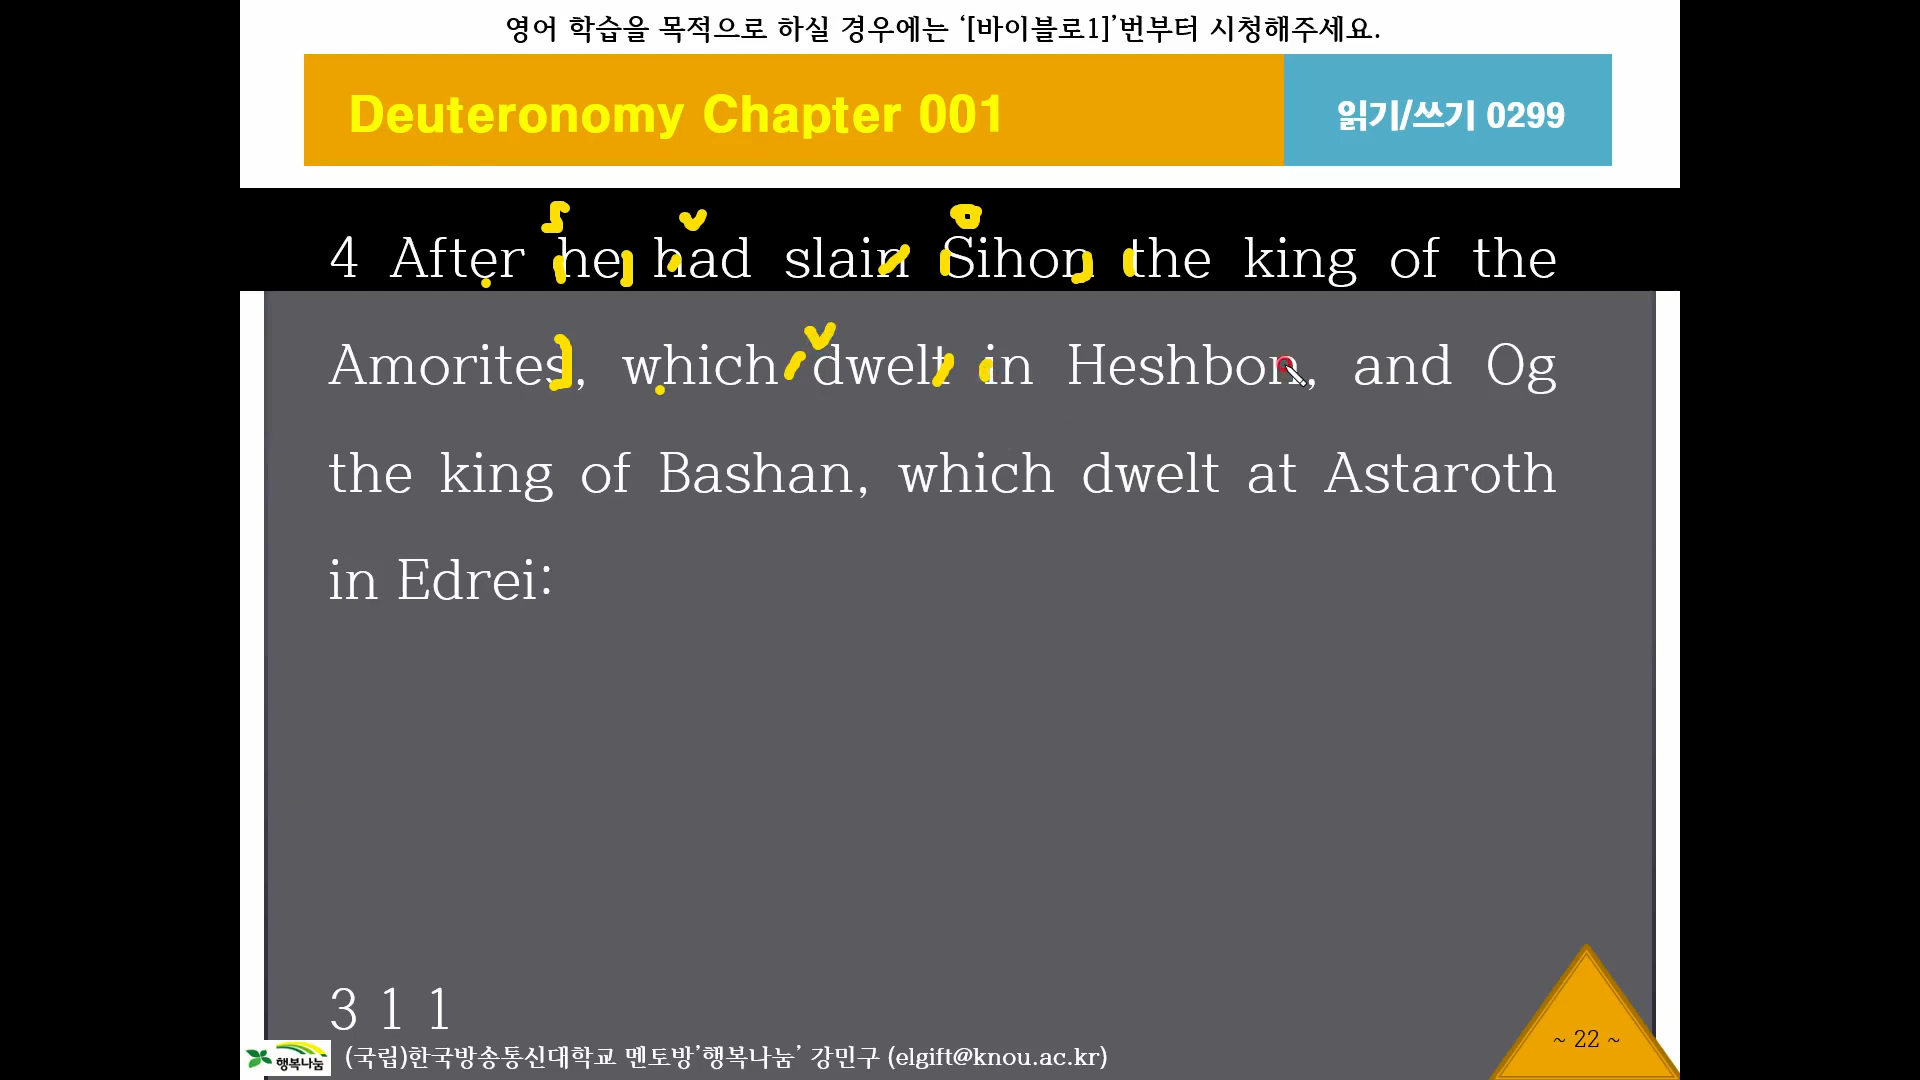 영어 학습을 목적으로 하실 경우에는 ‘[바이블로1]’번부터 시청해주세요.
Deuteronomy Chapter 001
읽기/쓰기 0299
4 After he had slain Sihon the king of the
Amorites, which dwelt in Heshbon, and Og
the king of Bashan, which dwelt at Astaroth
in Edrei:
3 1 1
행복나눔
(국립)한국방송통신대학교 멘토방’행복나눔’ 강민구 (elgift@knou.ac.kr)
~ 22 ~